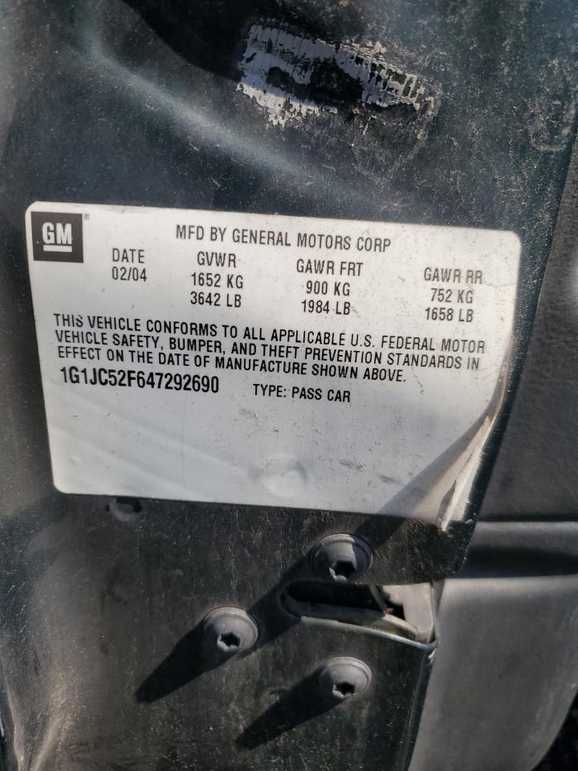 GM ®
MFD BY GENERAL MOTORS CORP
DATE GVWR GAWR FRT GAWR RR
02/04 1652 KG 900 KG 752 KG
3642 LB 1984 LB 1658 LB
THIS VEHICLE CONFORMS TO ALL APPLICABLE U.S. FEDERAL MOTOR
VEHICLE SAFETY, BUMPER, AND THEFT PREVENTION STANDARDS IN
EFFECT ON THE DATE OF MANUFACTURE SHOWN ABOVE.
1G1JC52F647292690 TYPE: PASS CAR